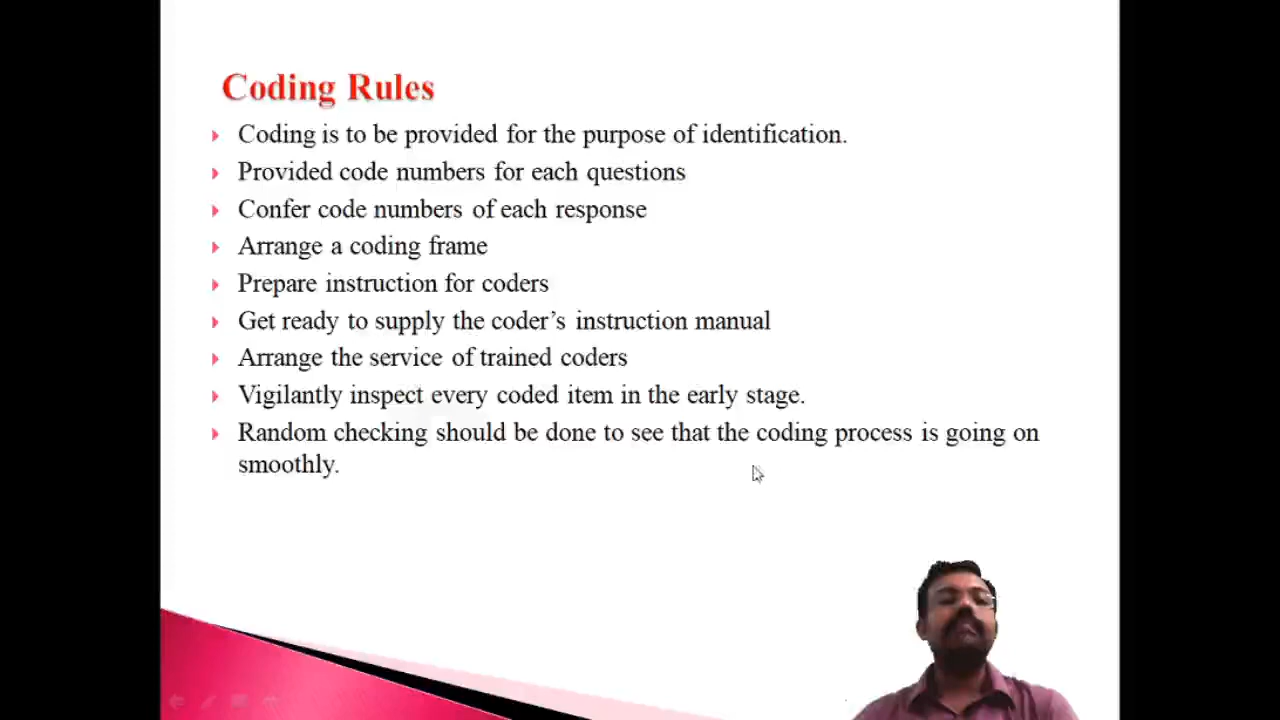 Coding Rules
Coding is to be provided for the purpose of identification.
Provided code numbers for each questions
Confer code numbers of each response
Arrange a coding frame
Prepare instruction for coders
Get ready to supply the coder’s instruction manual
Arrange the service of trained coders
Vigilantly inspect every coded item in the early stage.
Random checking should be done to see that the coding process is going on
smoothly.